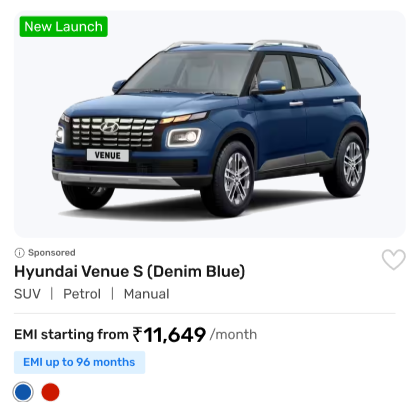 New Launch
VENUE
Sponsored
Hyundai Venue S (Denim Blue)
SUV | Petrol | Manual
EMI starting from ₹11,649 /month
EMI up to 96 months